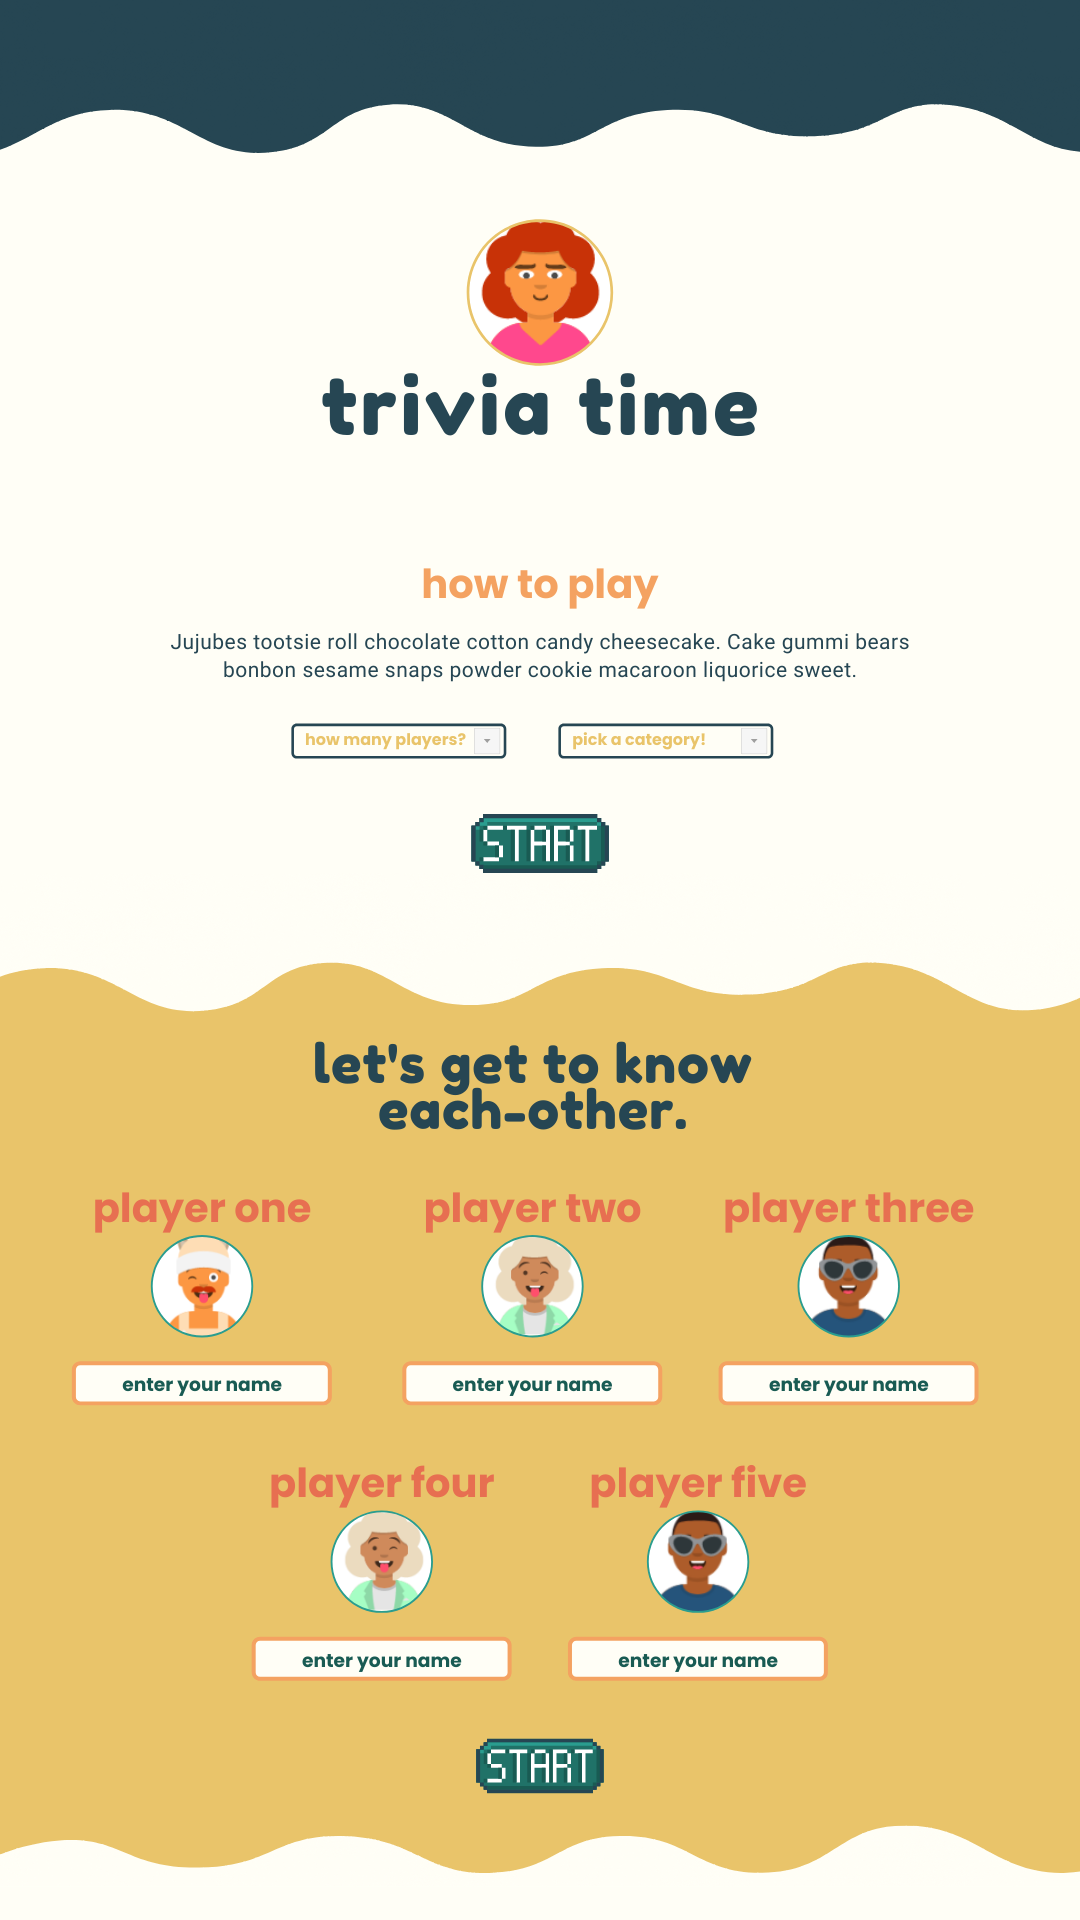 trivia time
how to play
Jujubes tootsie roll chocolate cotton candy cheesecake. Cake gummi bears
bonbon sesame snaps powder cookie macaroon liquorice sweet.
how many players? pick a category!
START
let's get to know
each-other.
player one player two player three
enter your name enter your name enter your name
player four player five
enter your name enter your name
START